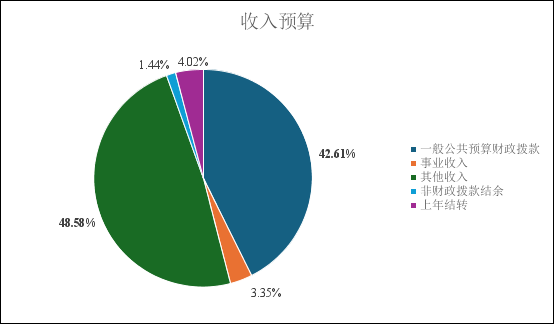 收入预算
1.44%
4.02%
42.61%
48.58%
3.35%
一般公共预算财政拨款
事业收入
其他收入
非财政拨款结余
上年结转